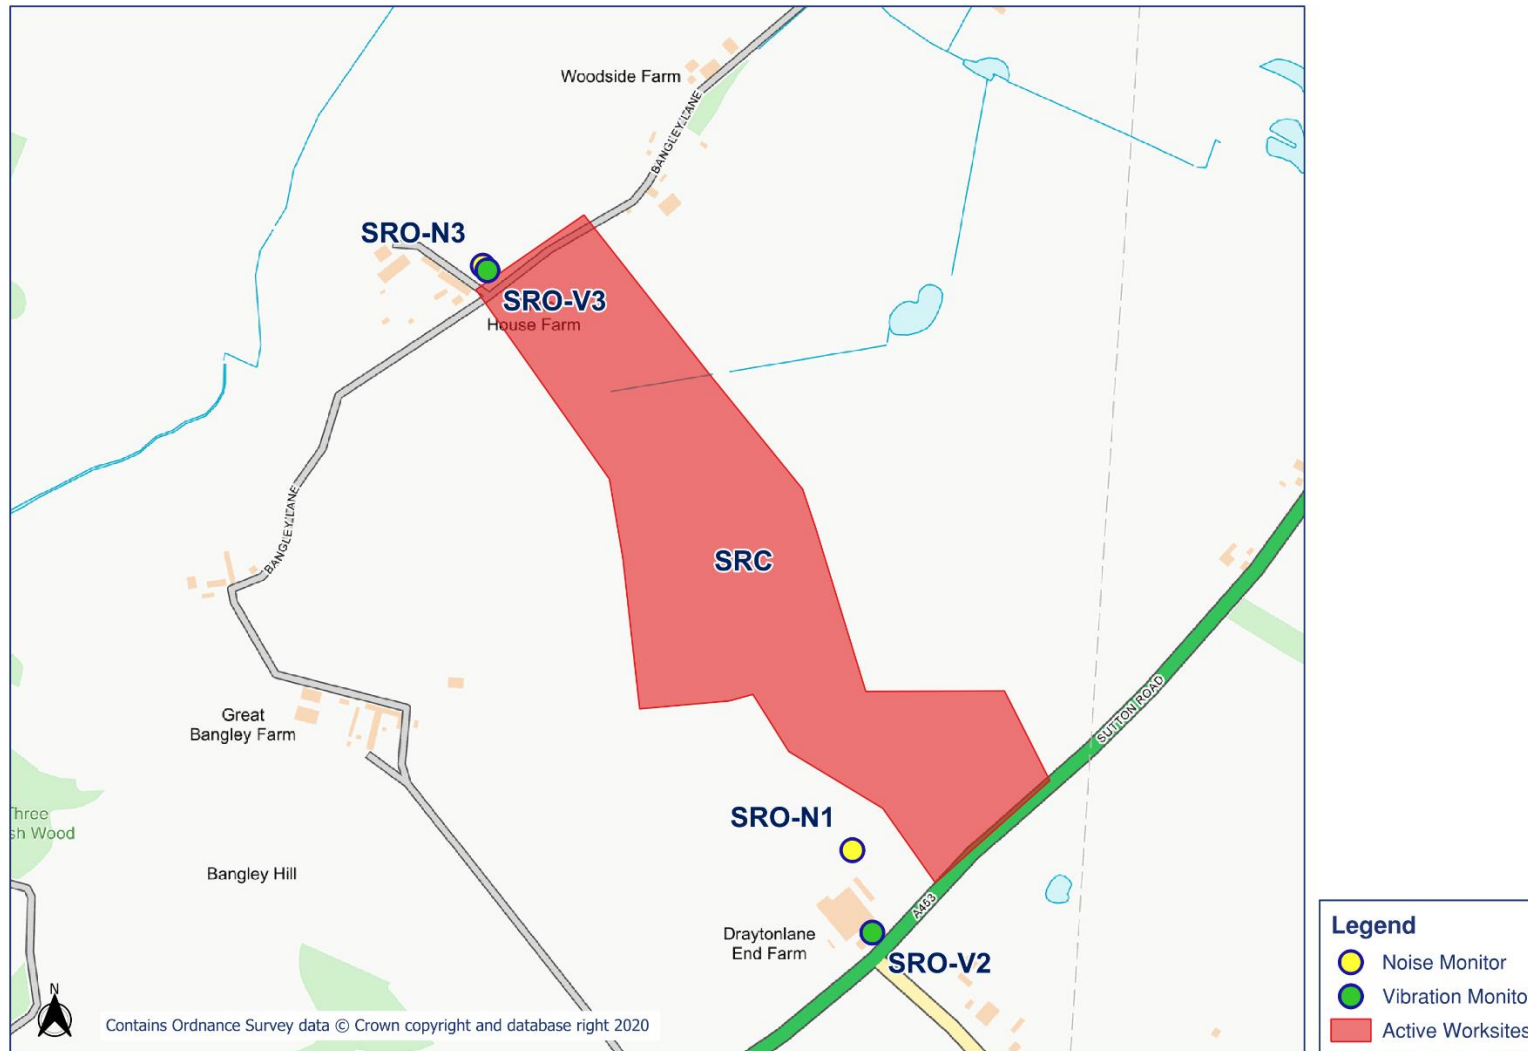 Woodside Farm
BANGLEY LANE
SRO-N3
SRO-V3
House Farm
BANGLEY LANE
SRC
Great
Bangley Farm
SUTTON ROAD
Three
sh Wood
SRO-N1
Bangley Hill
A453
Draytonlane
End Farm
SRO-V2
N
Contains Ordnance Survey data © Crown copyright and database right 2020
Legend
Noise Monitor
Vibration Monito
Active Worksites